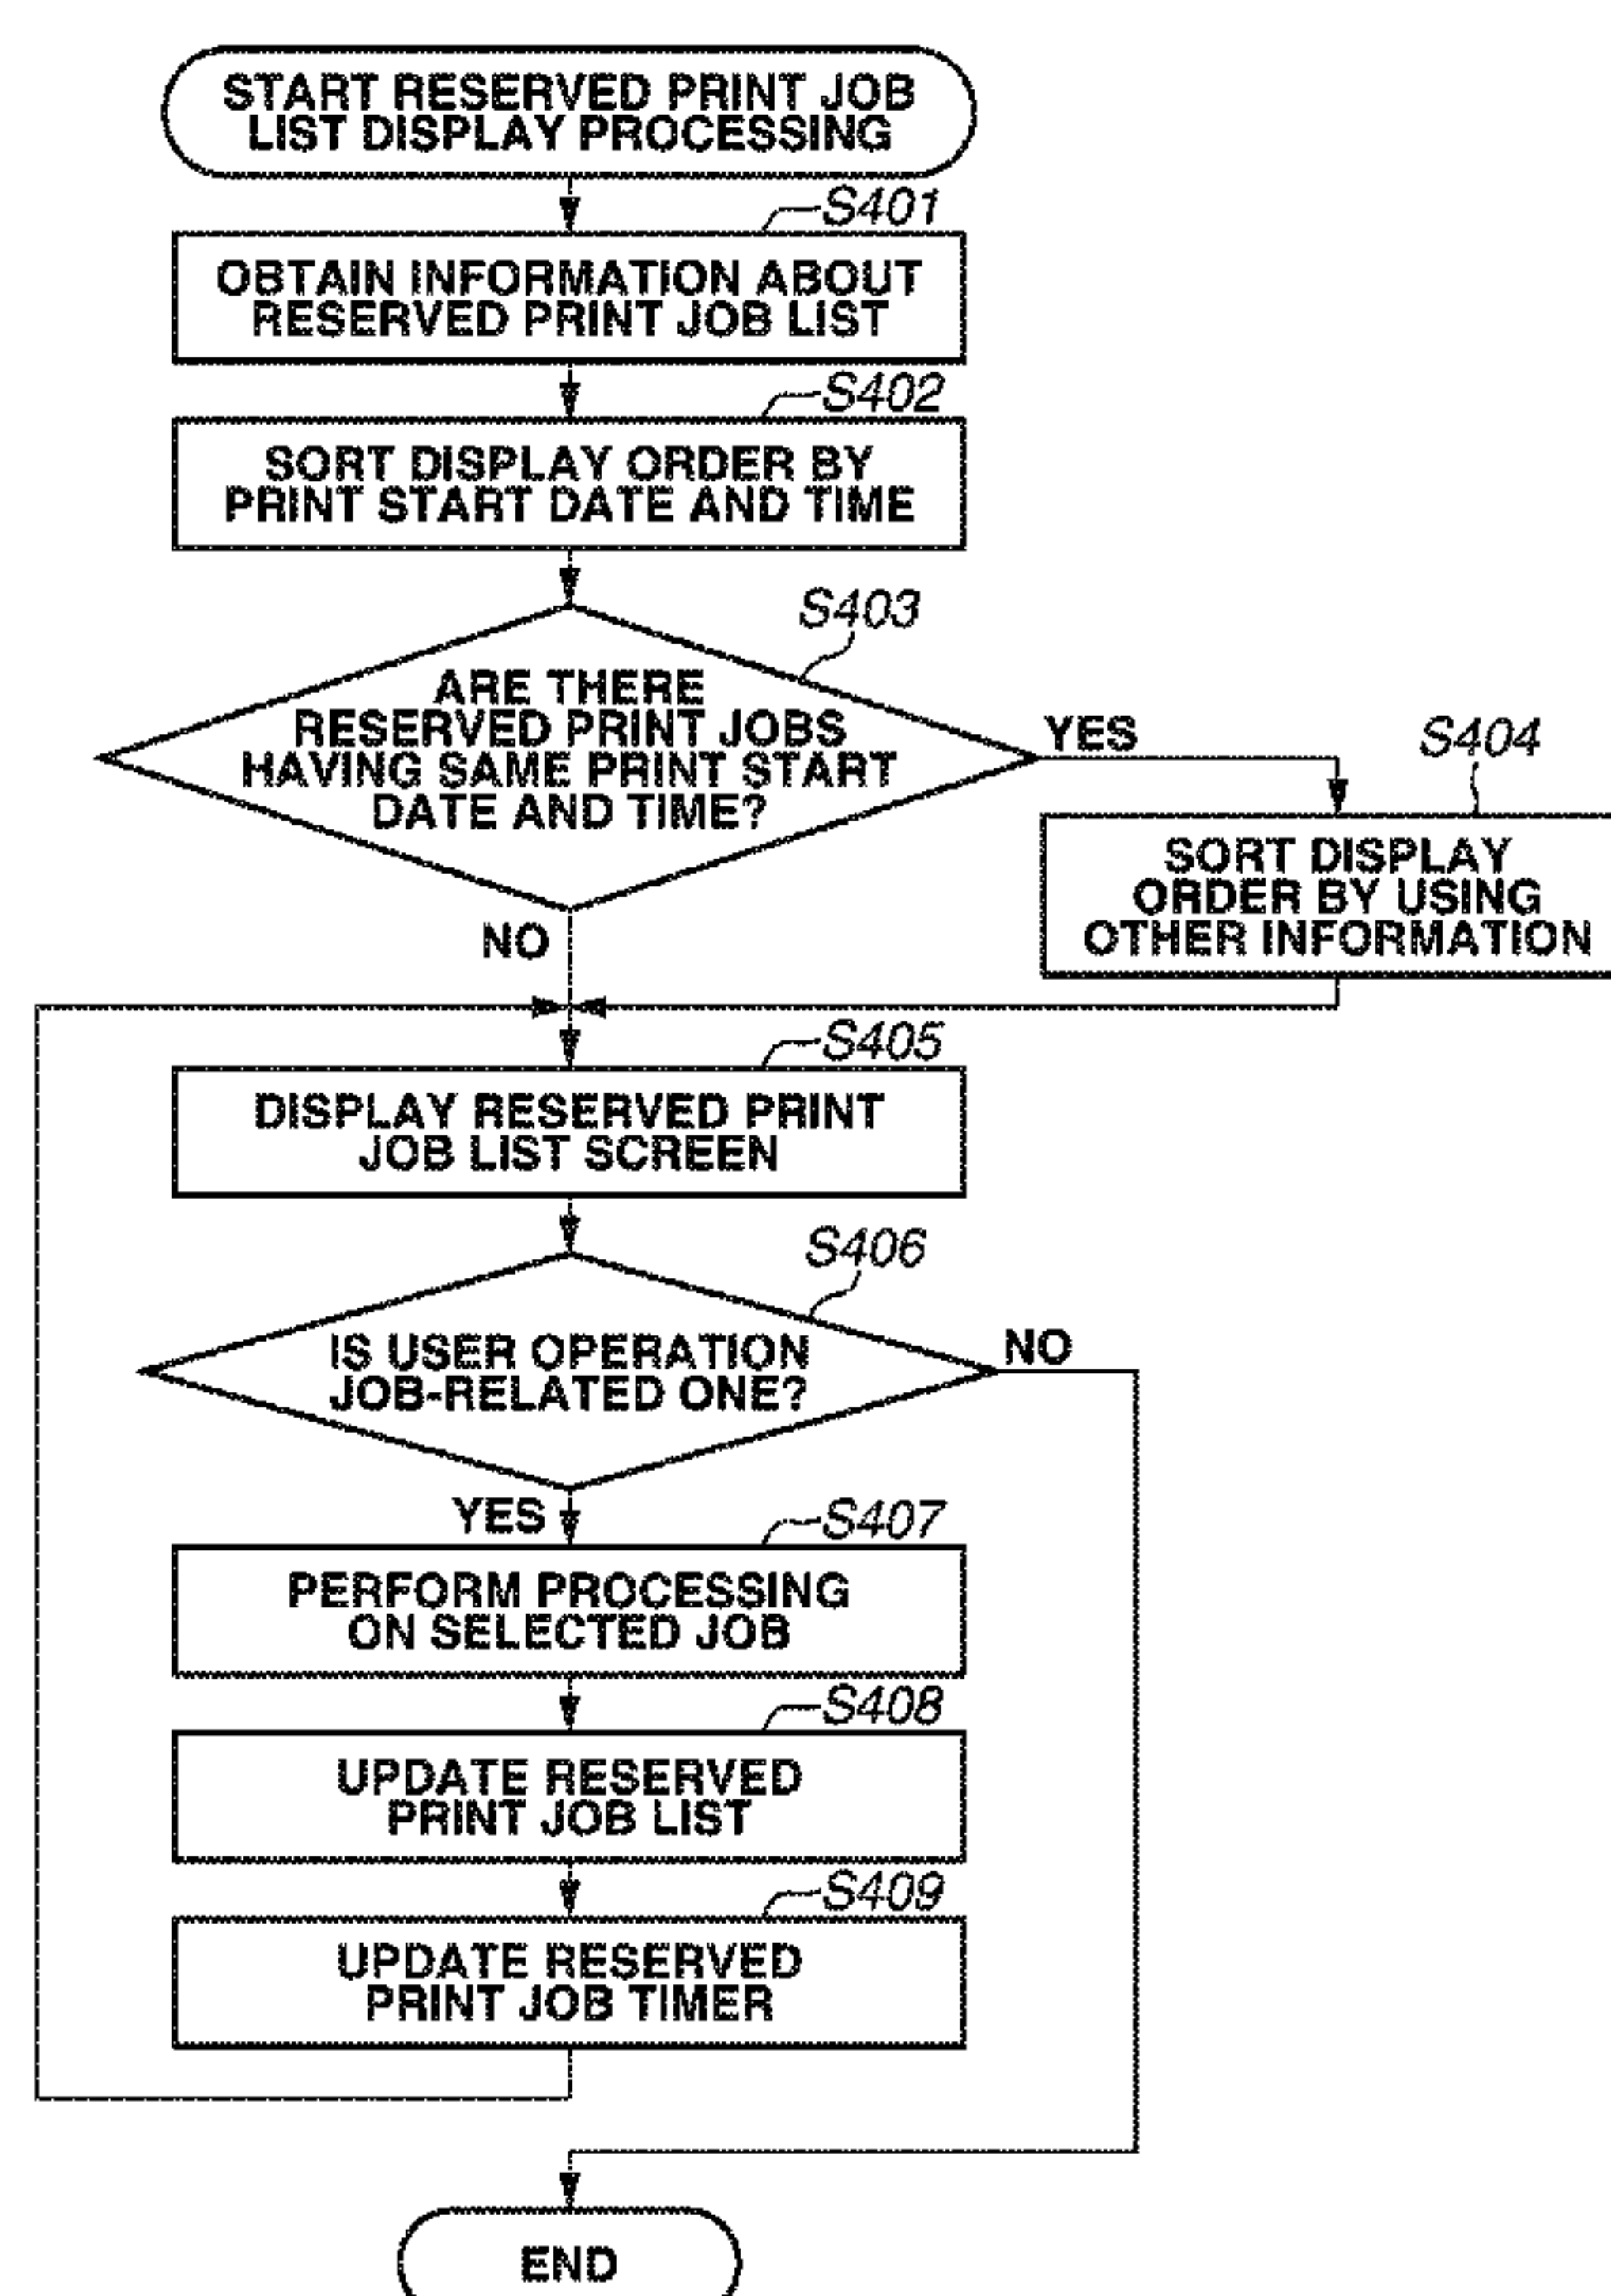 START RESERVED PRINT JOB
LIST DISPLAY PROCESSING
S401
OBTAIN INFORMATION ABOUT
RESERVED PRINT JOB LIST
S402
SORT DISPLAY ORDER BY
PRINT START DATE AND TIME
S403
ARE THERE
RESERVED PRINT JOBS
HAVING SAME PRINT START
DATE AND TIME?
YES
S404
SORT DISPLAY
ORDER BY USING
OTHER INFORMATION
NO
S405
DISPLAY RESERVED PRINT
JOB LIST SCREEN
S406
IS USER OPERATION
JOB-RELATED ONE?
NO
YES
S407
PERFORM PROCESSING
ON SELECTED JOB
S408
UPDATE RESERVED
PRINT JOB LIST
S409
UPDATE RESERVED
PRINT JOB TIMER
END